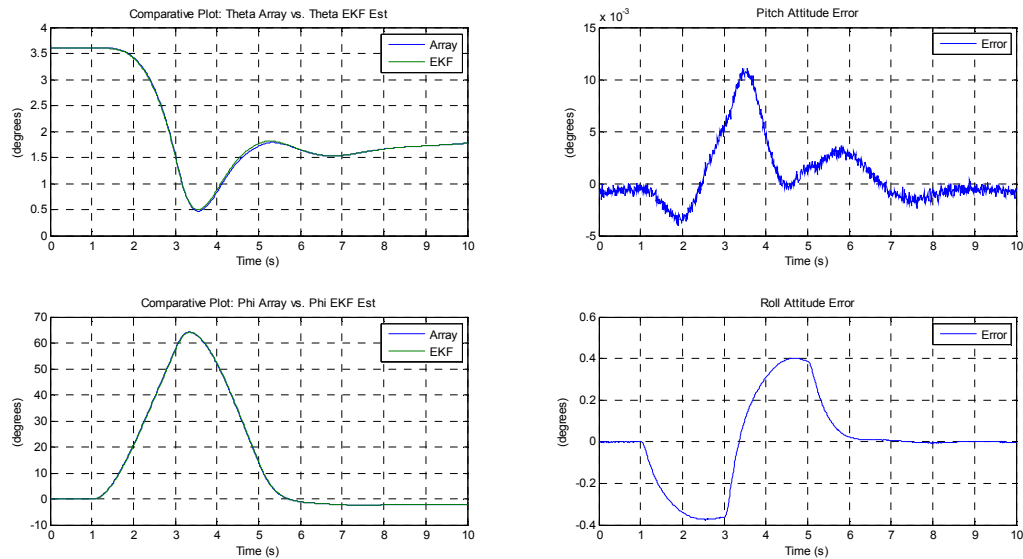 Comparative Plot: Theta Array vs. Theta EKF Est
4
3.5
3
2.5
2
1.5
1
0.5
0
(degrees)
Array
EKF
0 1 2 3 4 5 6 7 8 9 10
Time (s)
Pitch Attitude Error
x 10-3
15
10
5
0
-5
(degrees)
Error
0 1 2 3 4 5 6 7 8 9 10
Time (s)
Comparative Plot: Phi Array vs. Phi EKF Est
70
60
50
40
30
20
10
0
-10
(degrees)
Array
EKF
0 1 2 3 4 5 6 7 8 9 10
Time (s)
Roll Attitude Error
0.6
0.4
0.2
0
-0.2
-0.4
(degrees)
Error
0 1 2 3 4 5 6 7 8 9 10
Time (s)